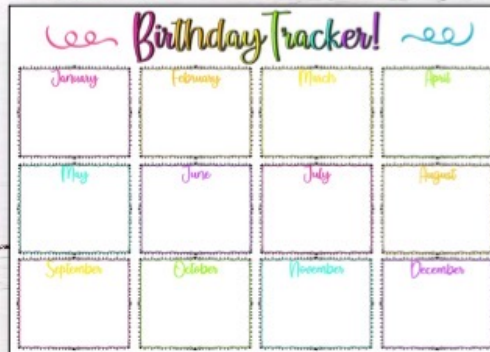 Birthday Tracker!
January February March April
May June July August
September October November December